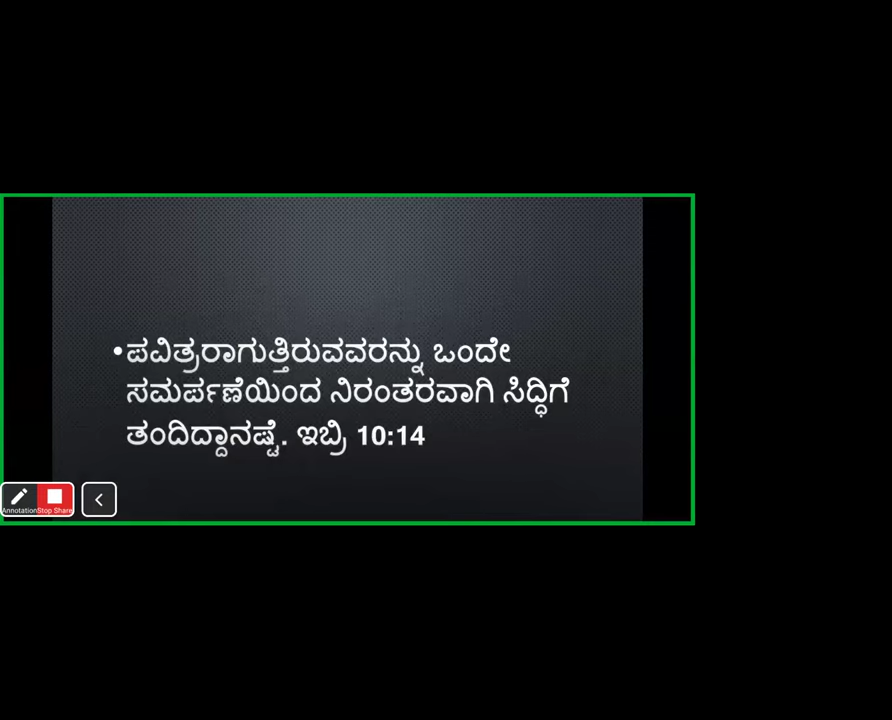 •ಪವಿತ್ರರಾಗುತ್ತಿರುವವರನ್ನು ಒಂದೇ
ಸಮರ್ಪಣೆಯಿಂದ ನಿರಂತರವಾಗಿ ಸಿದ್ಧಿಗೆ
ತಂದಿದ್ದಾನಷ್ಟೆ. ಇಬ್ರಿ 10:14
Annotation Stop Share